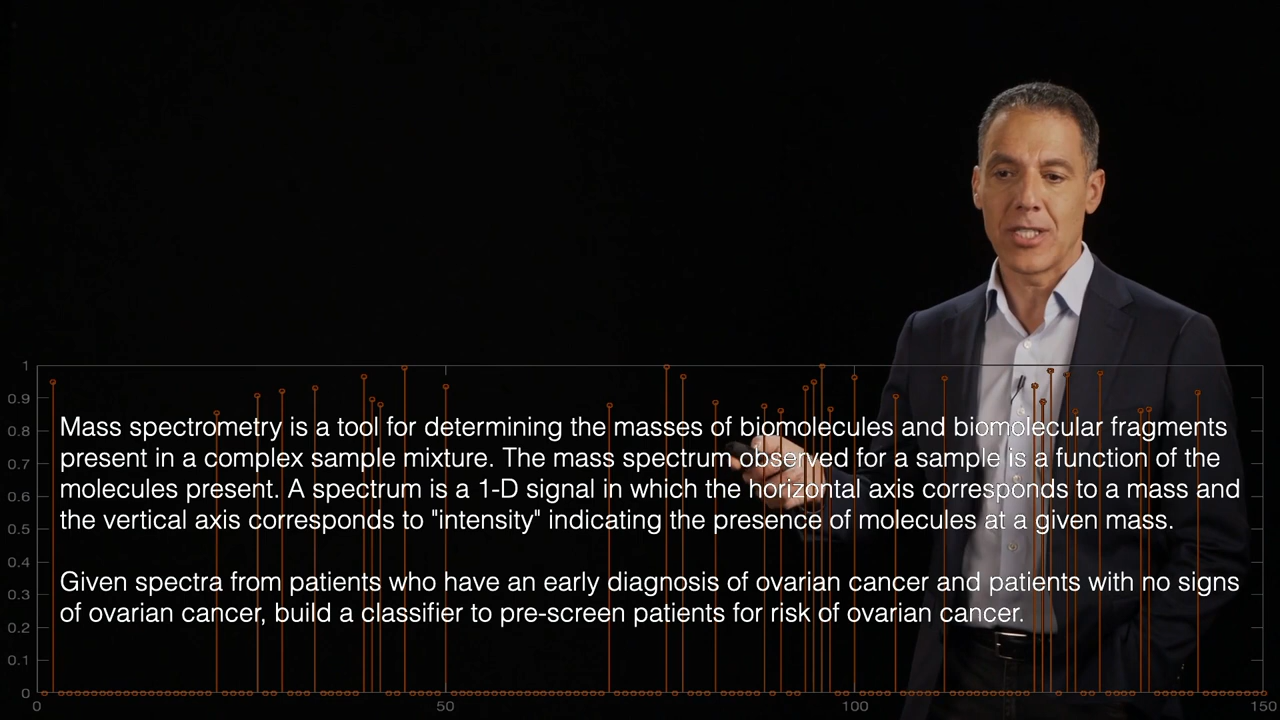 1
0.9
0.8
0.7
0.6
0.5
0.4
0.3
0.2
0.1
0
Mass spectrometry is a tool for determining the masses of biomolecules and biomolecular fragments
present in a complex sample mixture. The mass spectrum observed for a sample is a function of the
molecules present. A spectrum is a 1-D signal in which the horizontal axis corresponds to a mass and
the vertical axis corresponds to "intensity" indicating the presence of molecules at a given mass.
Given spectra from patients who have an early diagnosis of ovarian cancer and patients with no signs
of ovarian cancer, build a classifier to pre-screen patients for risk of ovarian cancer.
0 50 100 150